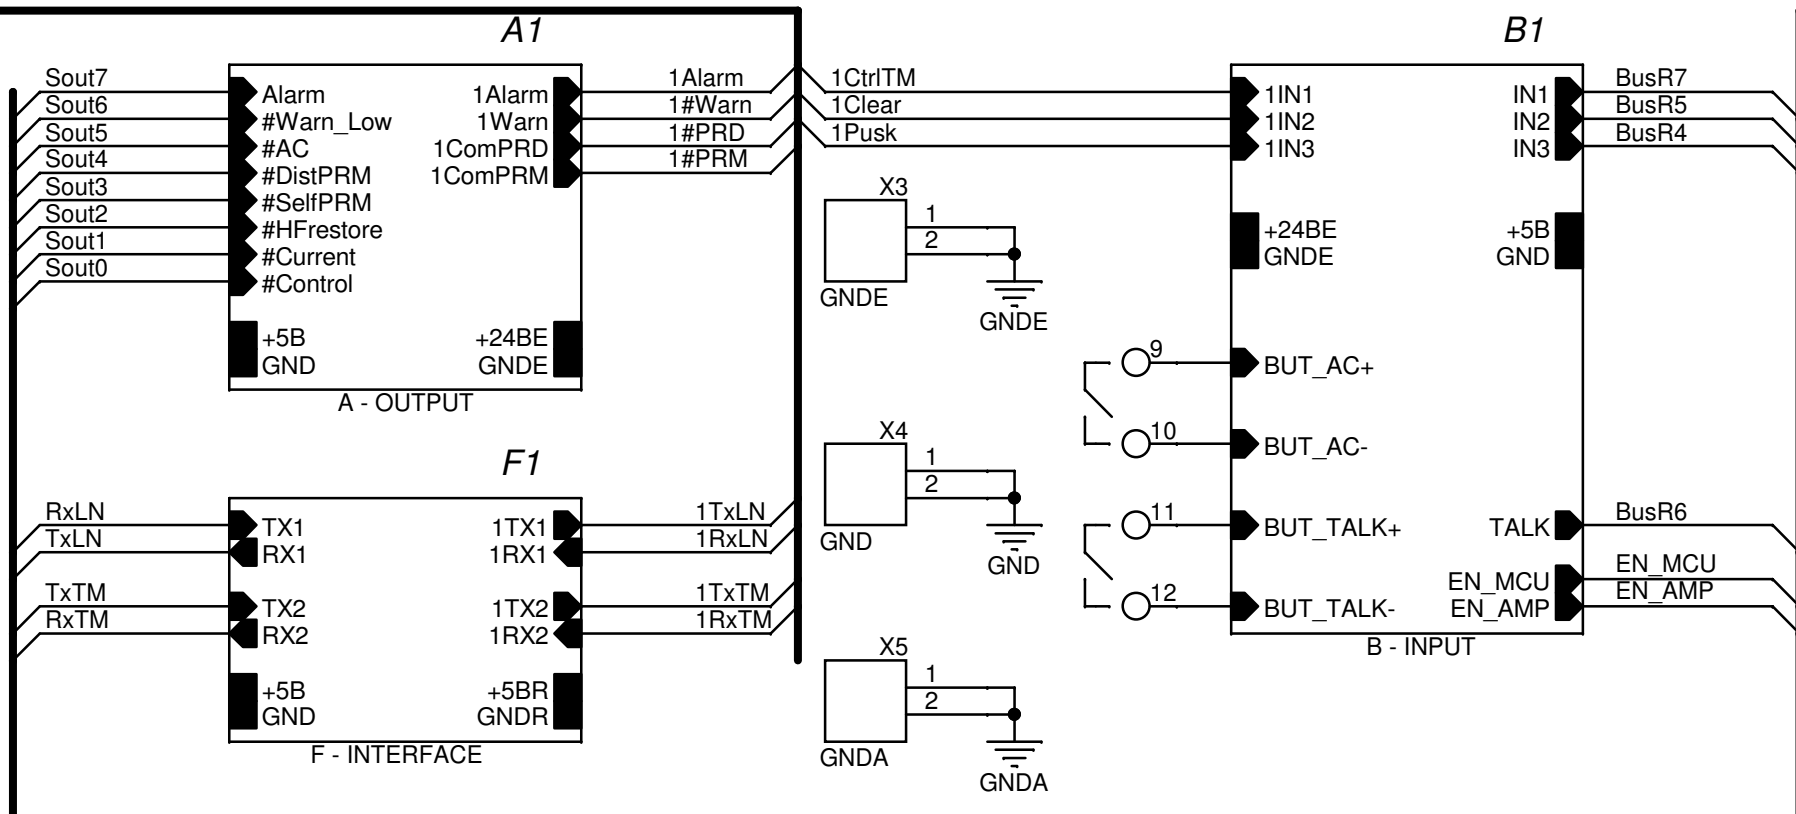 A1
Sout7
Sout6
Sout5
Sout4
Sout3
Sout2
Sout1
Sout0
Alarm
#Warn_Low
#AC
#DistPRM
#SelfPRM
#HFrestore
#Current
#Control
+5B
GND
1Alarm
1Warn
1ComPRD
1ComPRM
+24BE
GNDE
A - OUTPUT
1Alarm
1#Warn
1#PRD
1#PRM
F1
RxLN
TxLN
TxTM
RxTM
TX1
RX1
TX2
RX2
+5B
GND
1TX1
1RX1
1TX2
1RX2
+5BR
GNDR
F - INTERFACE
1TxLN
1RxLN
1TxTM
1RxTM
1CtrlTM
1Clear
1Pusk
X3
1
2
GNDE
GNDE
X4
1
2
GND
GND
X5
1
2
GNDA
GNDA
9
10
11
12
B1
1IN1
1IN2
1IN3
+24BE
GNDE
BUT_AC+
BUT_AC-
BUT_TALK+
BUT_TALK-
IN1
IN2
IN3
+5B
GND
TALK
EN_MCU
EN_AMP
B - INPUT
BusR7
BusR5
BusR4
BusR6
EN_MCU
EN_AMP